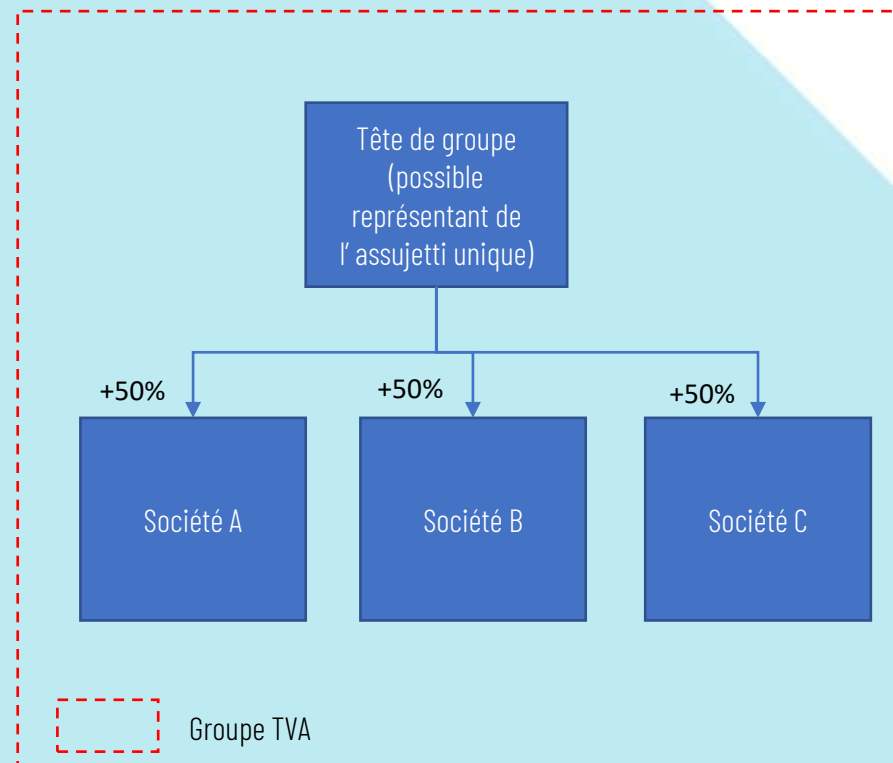 Tête de groupe
(possible
représentant de
l’ assujetti unique)
+50%
+50%
+50%
Société A
Société B
Société C
Groupe TVA